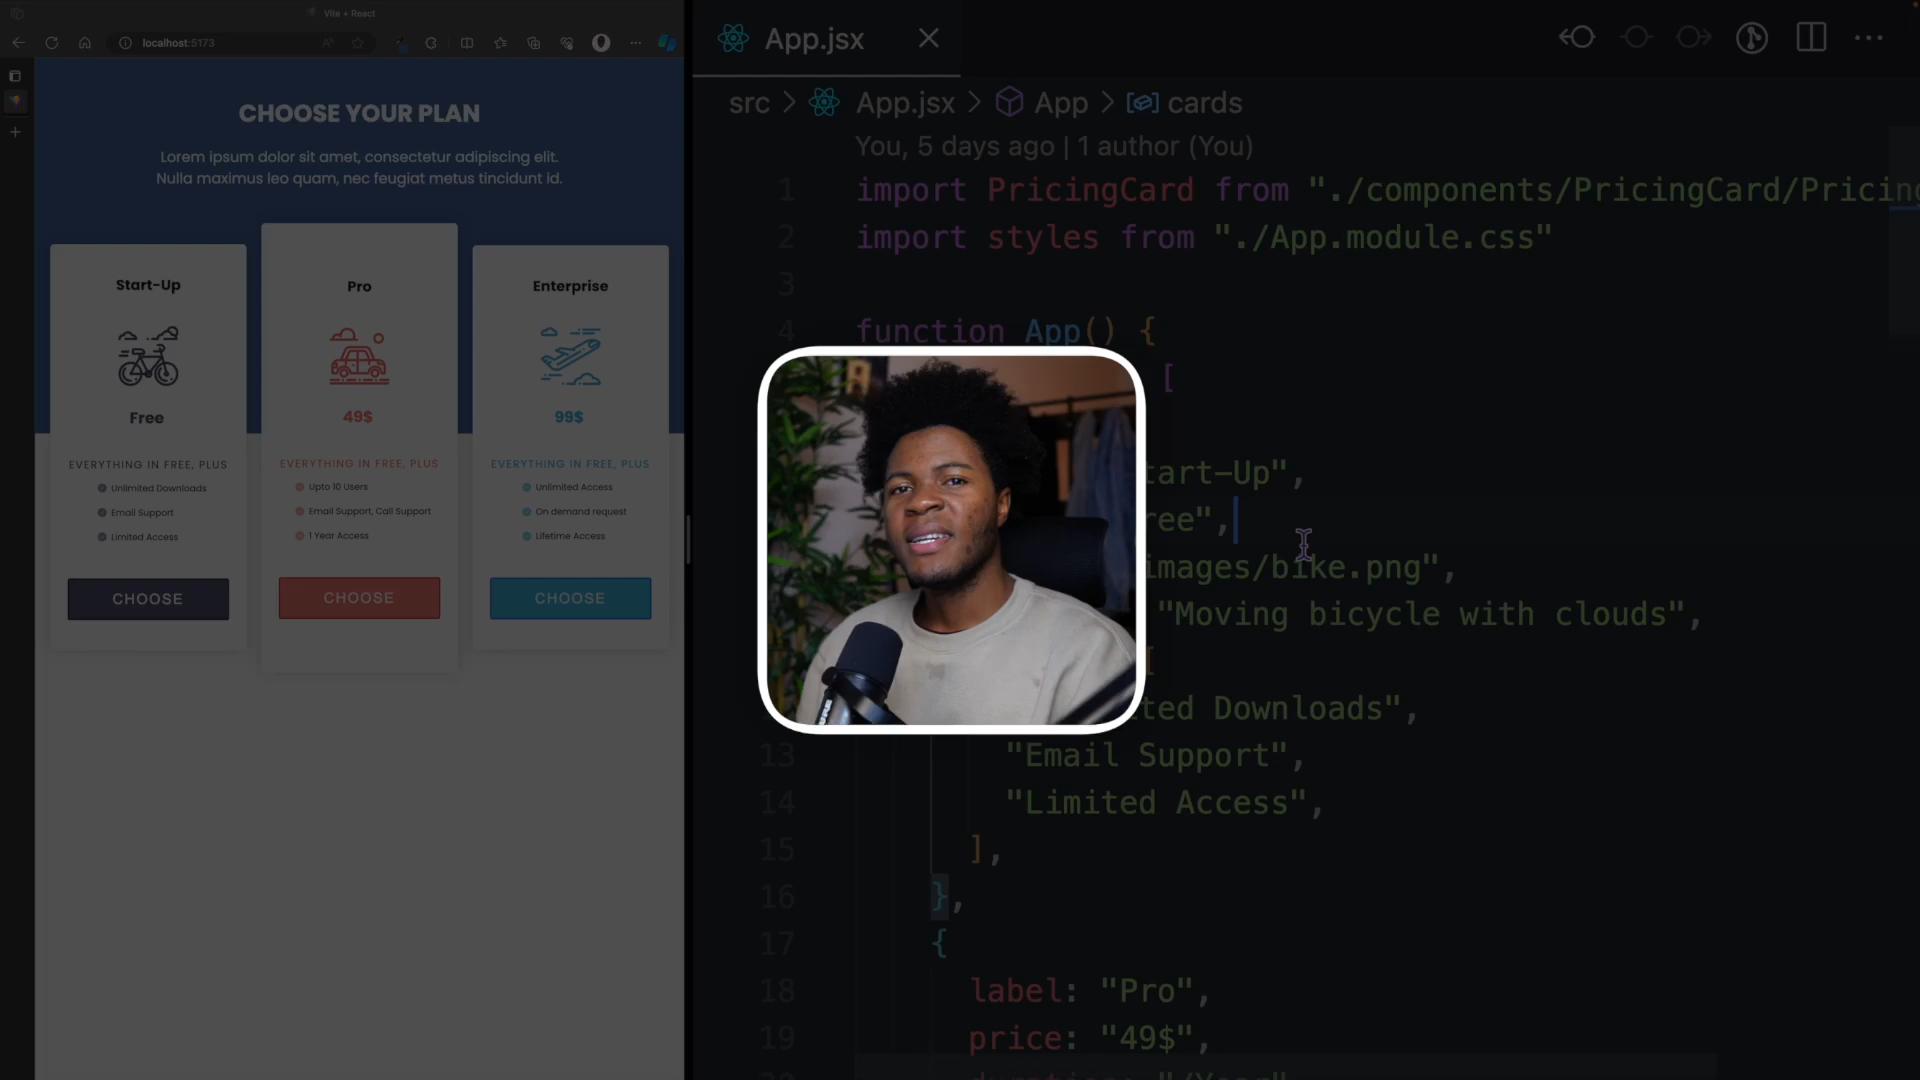 Vite + React
localhost:5173
CHOOSE YOUR PLAN
Lorem ipsum dolor sit amet, consectetur adipiscing elit.
Nulla maximus leo quam, nec feugiat metus tincidunt id.
Start-Up
Free
EVERYTHING IN FREE, PLUS
Unlimited Downloads
Email Support
Limited Access
CHOOSE
Pro
49$
EVERYTHING IN FREE, PLUS
Upto 10 Users
Email Support, Call Support
1 Year Access
CHOOSE
Enterprise
99$
EVERYTHING IN FREE, PLUS
Unlimited Access
On demand request
Lifetime Access
CHOOSE
App.jsx
src > App.jsx > App > cards
You, 5 days ago | 1 author (You)
1 import PricingCard from "./components/PricingCard/Pricing
2 import styles from "./App.module.css"
3
4 function App() {
[
tart-Up",
ree",
images/bike.png",
"Moving bicycle with clouds",
[
ted Downloads",
13 "Email Support",
14 "Limited Access",
15 ],
16 },
17 {
18 label: "Pro",
19 price: "49$",